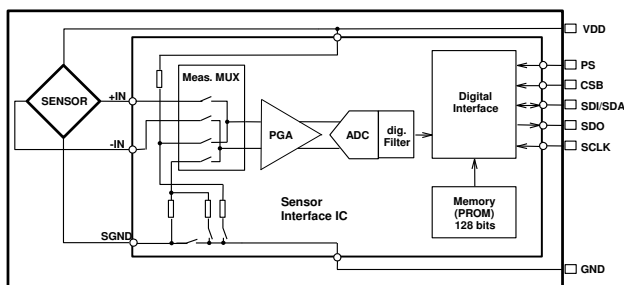 VDD
PS
CSB
SDI/SDA
SDO
SCLK
GND
SENSOR
+IN
-IN
SGND
Meas. MUX
PGA
ADC
dig.
Filter
Digital
Interface
Memory
(PROM)
128 bits
Sensor
Interface IC